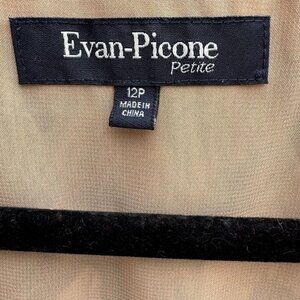 Evan-Picone
Petite
12P
MADE IN
CHINA